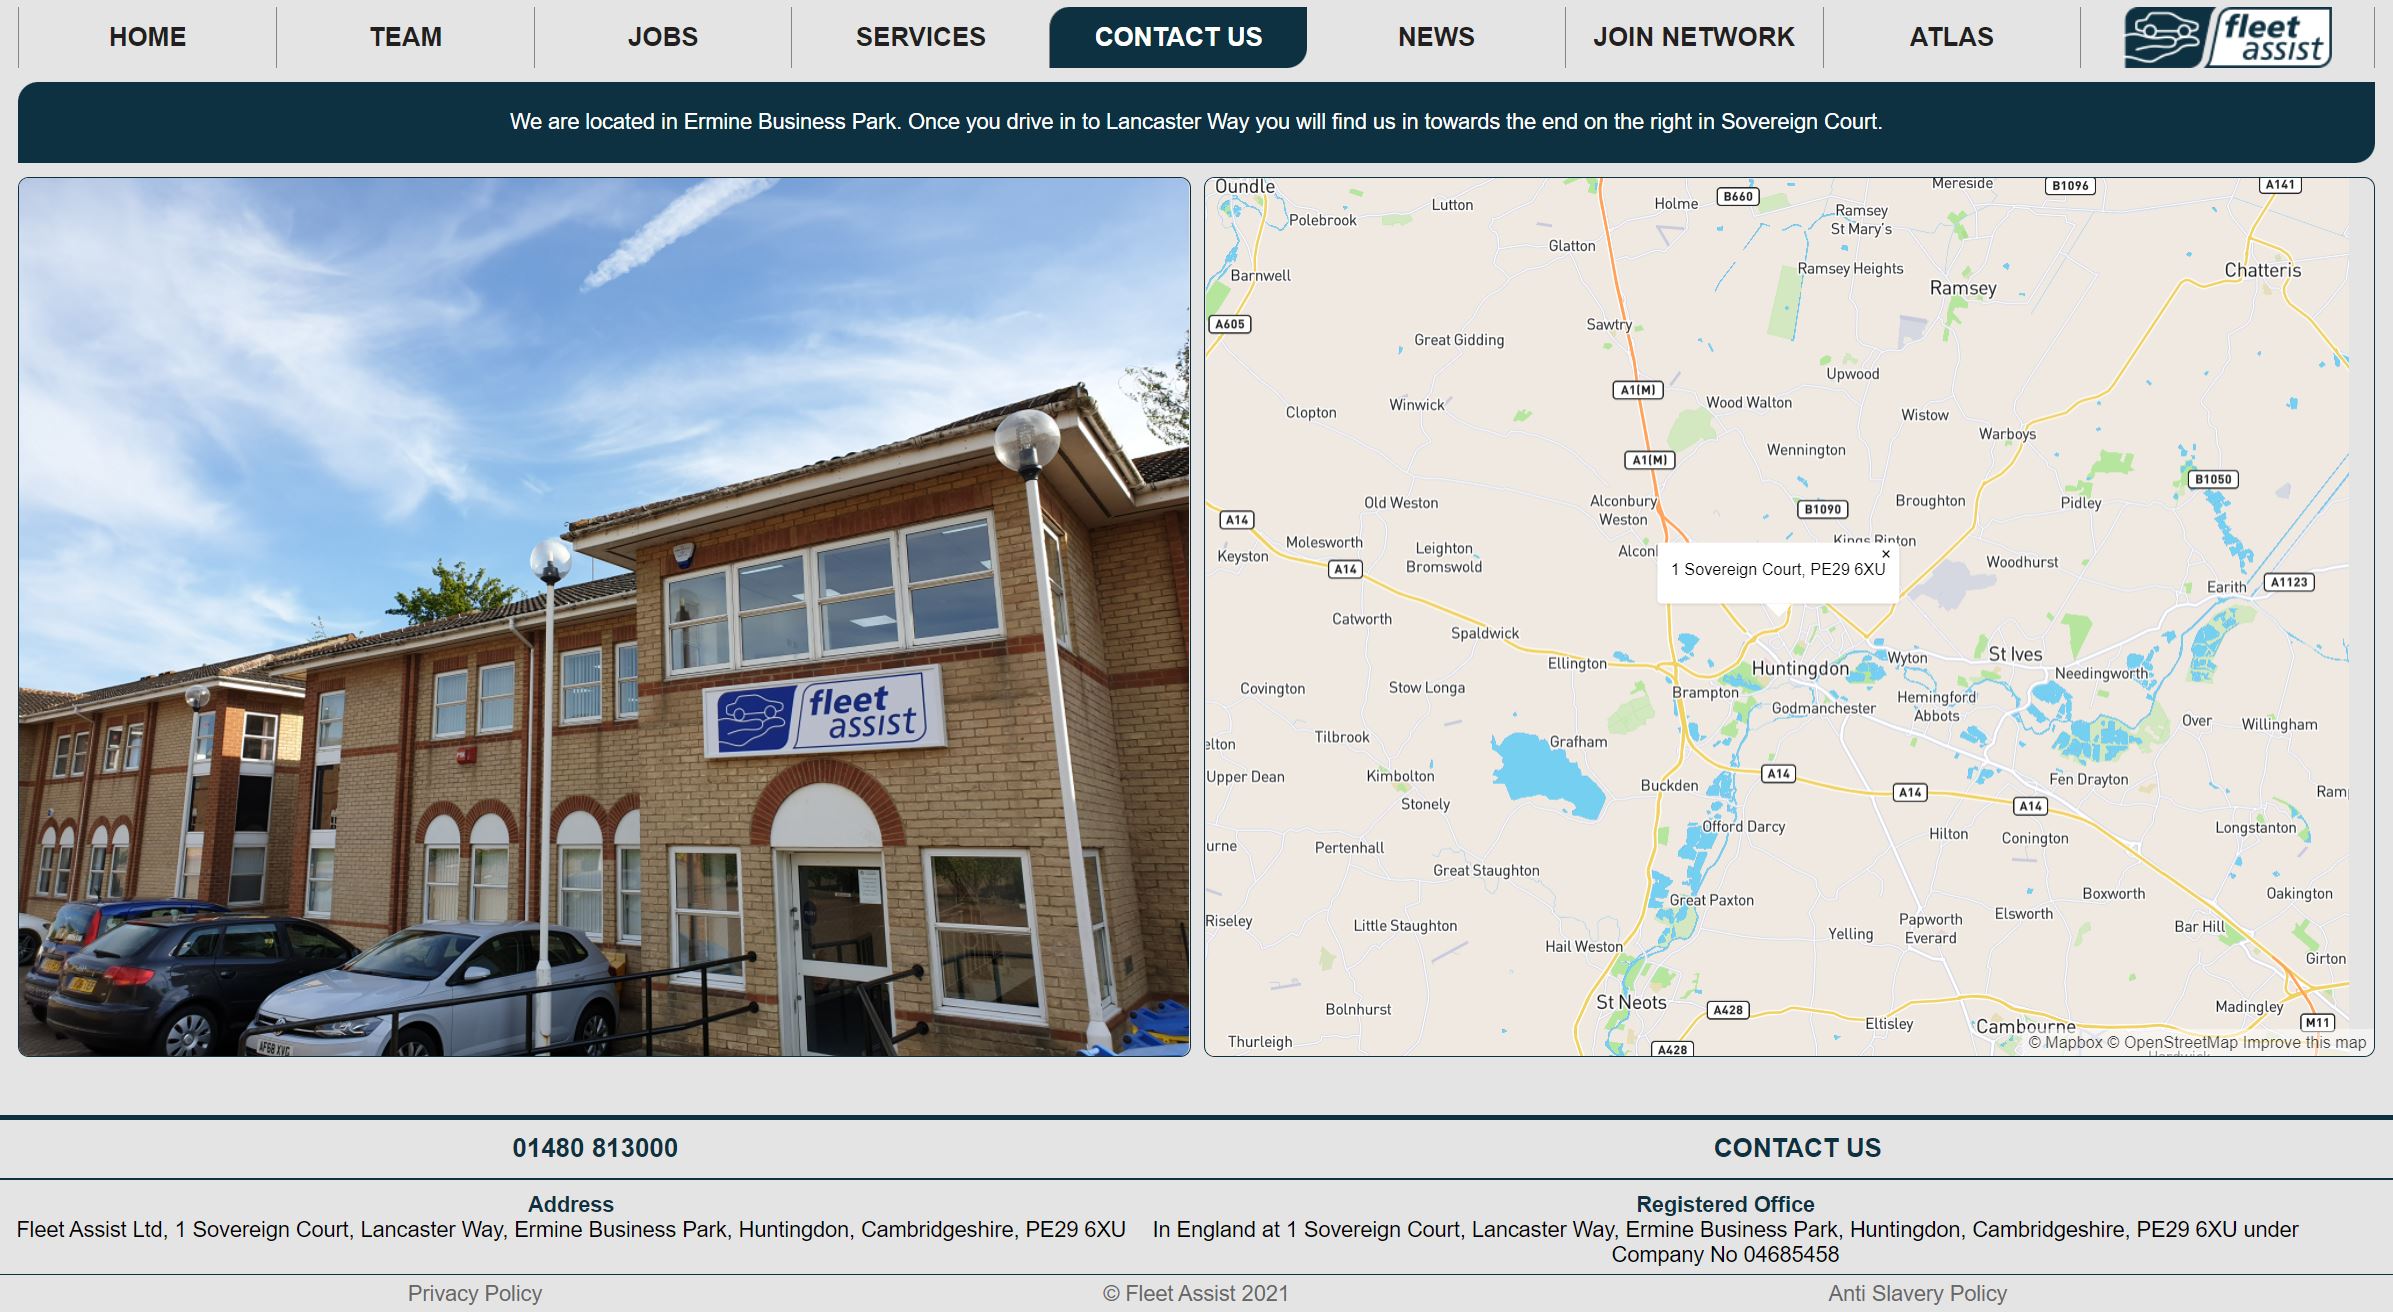 HOME
TEAM
JOBS
SERVICES
CONTACT US
NEWS
JOIN NETWORK
ATLAS
fleet
assist
We are located in Ermine Business Park. Once you drive in to Lancaster Way you will find us in towards the end on the right in Sovereign Court.
fleet
assist
AF68 XVG
Oundle
Polebrook
Lutton
Holme
B660
Mereside
B1096
A141
Ramsey
St Mary's
Glatton
Barnwell
Ramsey Heights
Chatteris
Ramsey
A605
Sawtry
Great Gidding
Upwood
A1(M)
Clopton
Winwick
Wood Walton
Wistow
Warboys
A1(M)
Wennington
B1050
Old Weston
Alconbury
Weston
B1090
Broughton
Pidley
A14
Keyston
Molesworth
A14
Leighton
Bromswold
Alconl
Kings Ripton
Woodhurst
Earith
A1123
1 Sovereign Court, PE29 6XU
×
Catworth
Spaldwick
Ellington
Huntingdon
Wyton
St Ives
Needingworth
Covington
Stow Longa
Brampton
Godmanchester
Hemingford
Abbots
Over
Willingham
elton
Tilbrook
Grafham
Upper Dean
Kimbolton
Stonely
Buckden
A14
A14
A14
Fen Drayton
Ramp
Offord Darcy
Hilton
Conington
Longstanton
urne
Pertenhall
Great Staughton
Great Paxton
Boxworth
Oakington
Riseley
Little Staughton
Hail Weston
Yelling
Papworth
Everard
Elsworth
Bar Hill
Girton
St Neots
A428
Bolnhurst
Eltisley
Cambourne
Madingley
M11
Thurleigh
A428
© Mapbox © OpenStreetMap Improve this map
Hardwick
01480 813000
CONTACT US
Address
Fleet Assist Ltd, 1 Sovereign Court, Lancaster Way, Ermine Business Park, Huntingdon, Cambridgeshire, PE29 6XU
Registered Office
In England at 1 Sovereign Court, Lancaster Way, Ermine Business Park, Huntingdon, Cambridgeshire, PE29 6XU under
Company No 04685458
Privacy Policy
© Fleet Assist 2021
Anti Slavery Policy